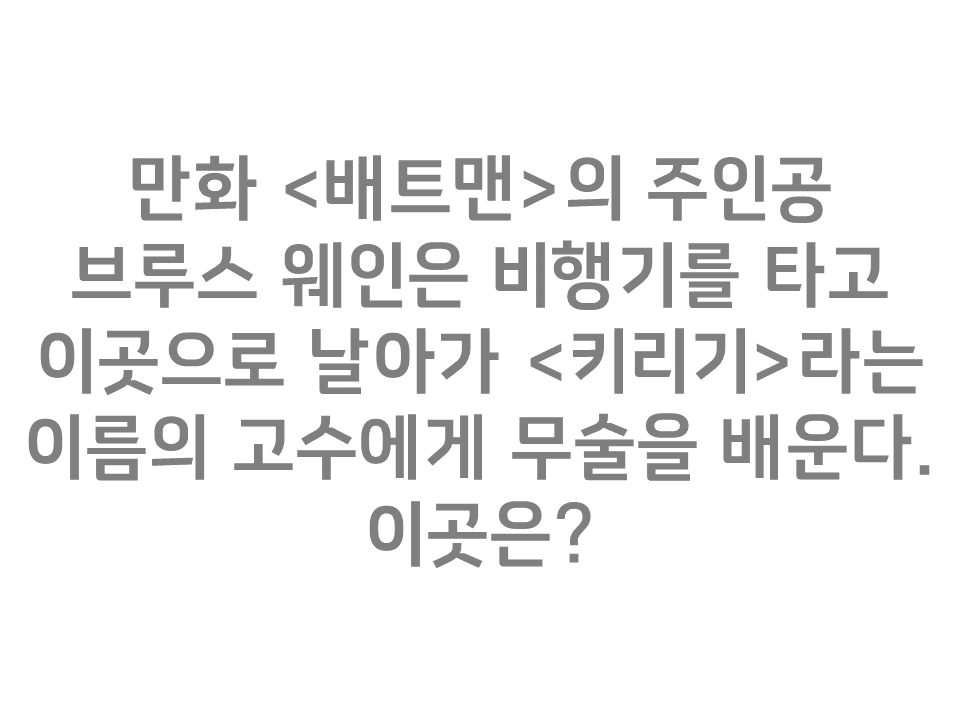 만화 <배트맨>의 주인공
브루스 웨인은 비행기를 타고
이곳으로 날아가 <키리기>라는
이름의 고수에게 무술을 배운다.
이곳은?